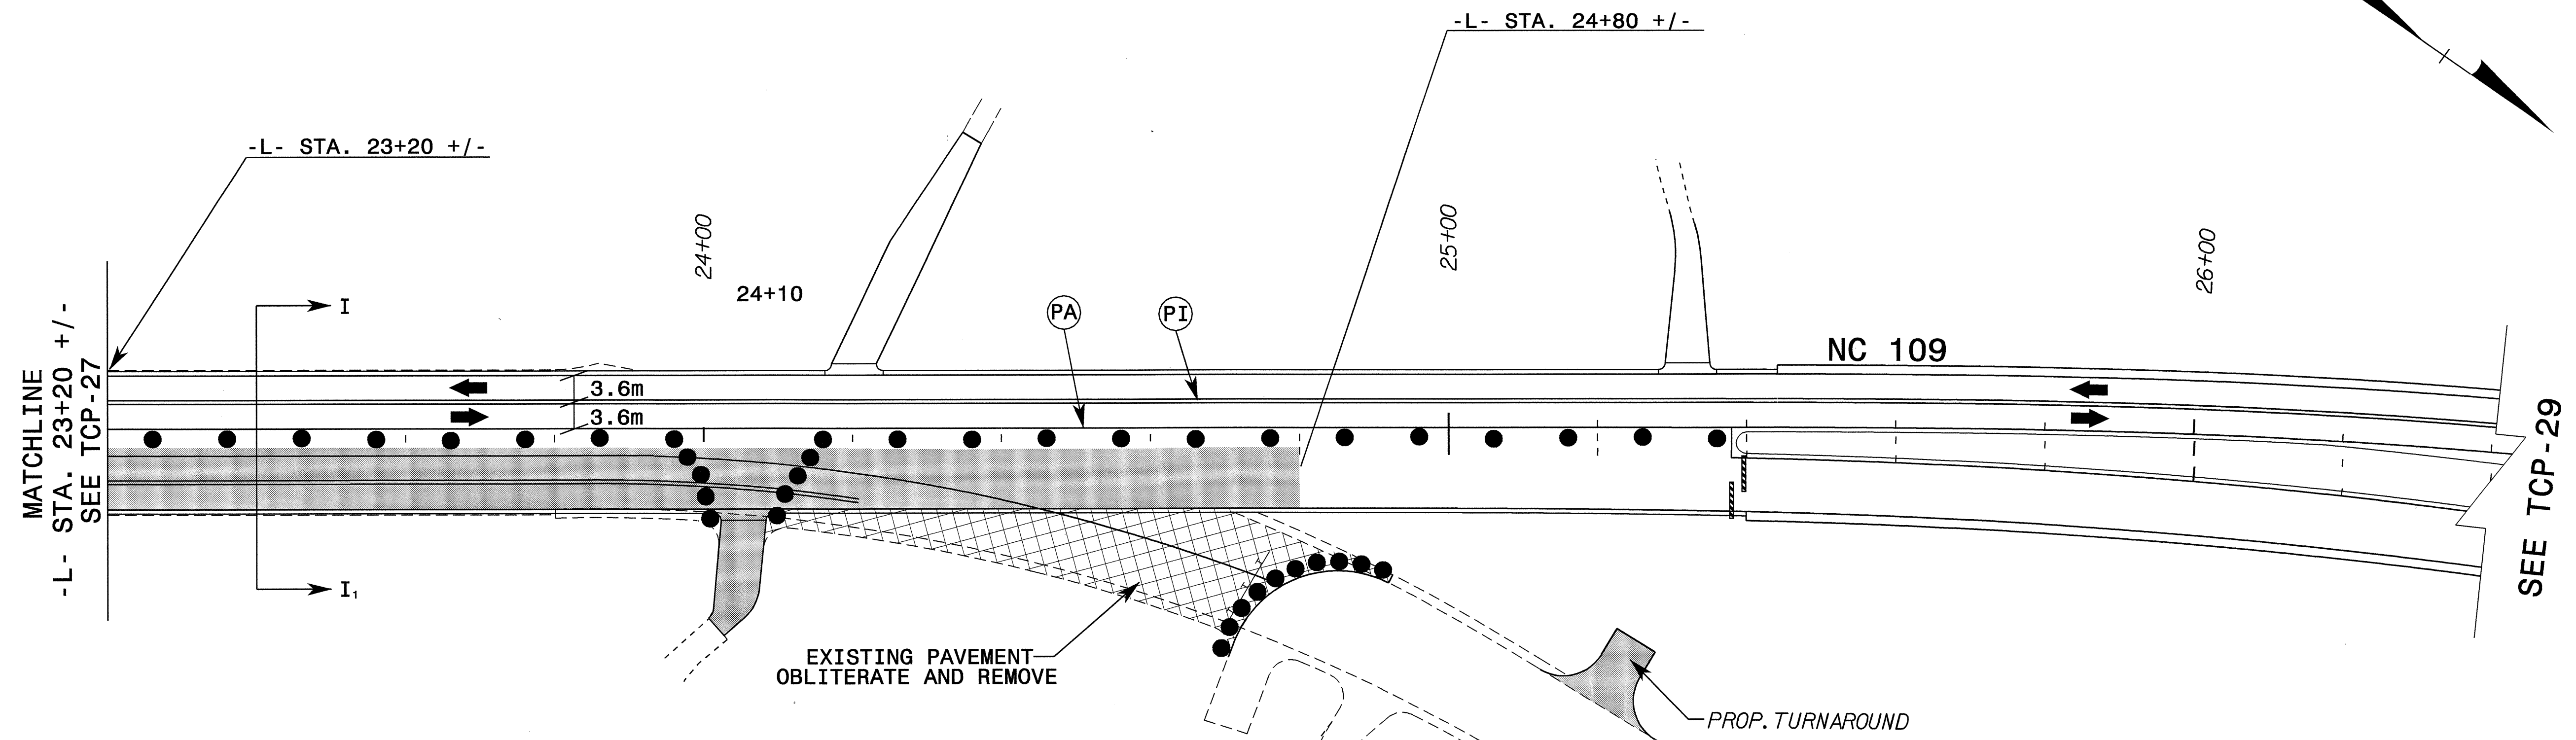 -L- STA. 24+80 +/-
-L- STA. 23+20 +/-
24+00
25+00
26+00
24+10
I
PA
PI
NC 109
3.6m
3.6m
MATCHLINE
-L- STA. 23+20 +/-
SEE TCP-27
SEE TCP-29
I₁
EXISTING PAVEMENT
OBLITERATE AND REMOVE
PROP. TURNAROUND